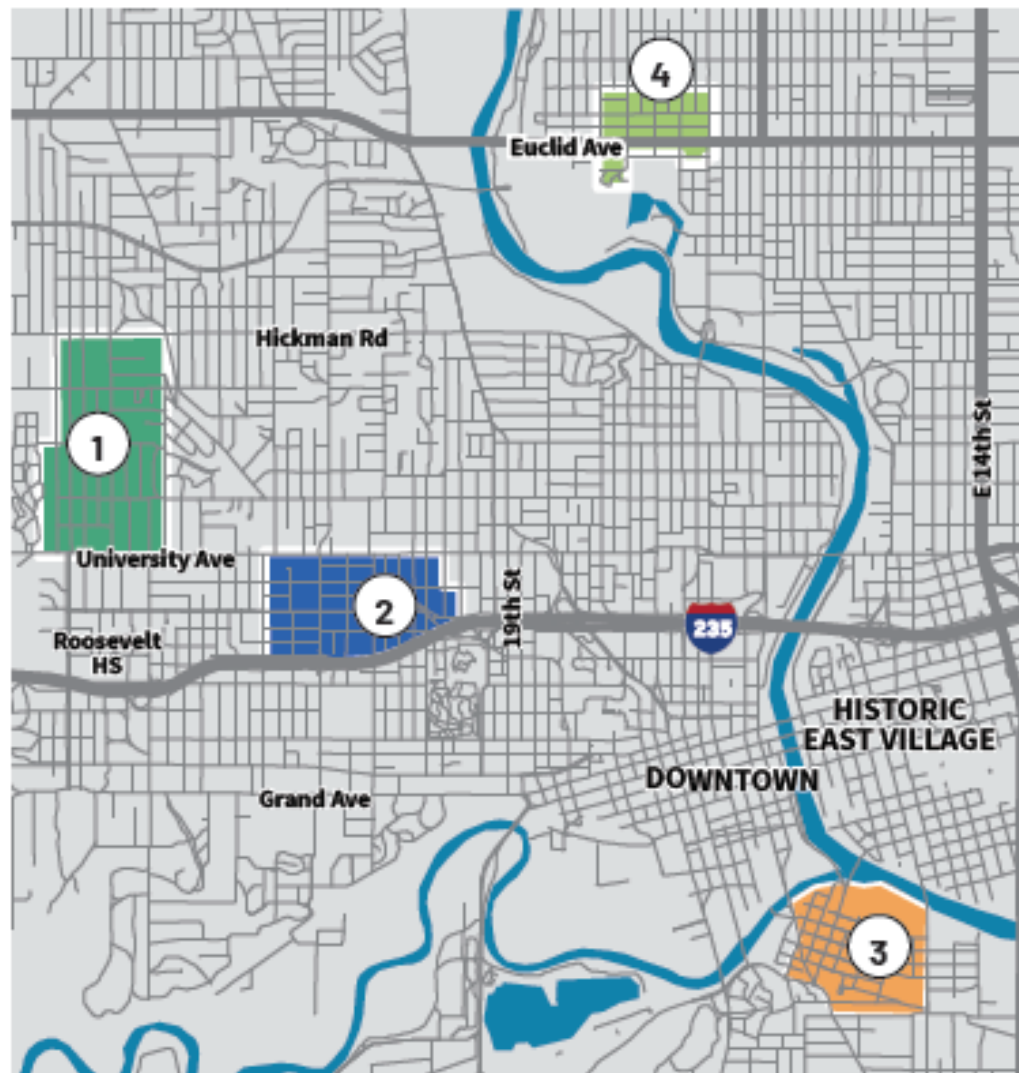 4
Euclid Ave
Hickman Rd
1
E 14th St
University Ave
2
19th St
235
Roosevelt
HS
HISTORIC
EAST VILLAGE
DOWNTOWN
Grand Ave
3